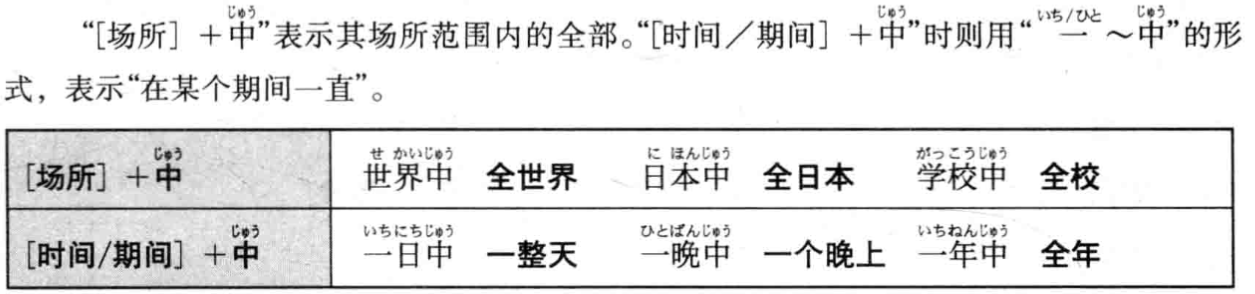 じゅう じゅう いち/ひと じゅう
“[场所] +中”表示其场所范围内的全部。“[时间／期间] +中”时则用“一～中”的形
式，表示“在某个期间一直”。
じゅう せ かいじゅう に ほんじゅう がっこうじゅう
[场所] +中 世界中 全世界 日本中 全日本 学校中 全校
じゅう いちにちじゅう ひとばんじゅう いちねんじゅう
[时间/期间] +中 一日中 一整天 一晩中 一个晚上 一年中 全年